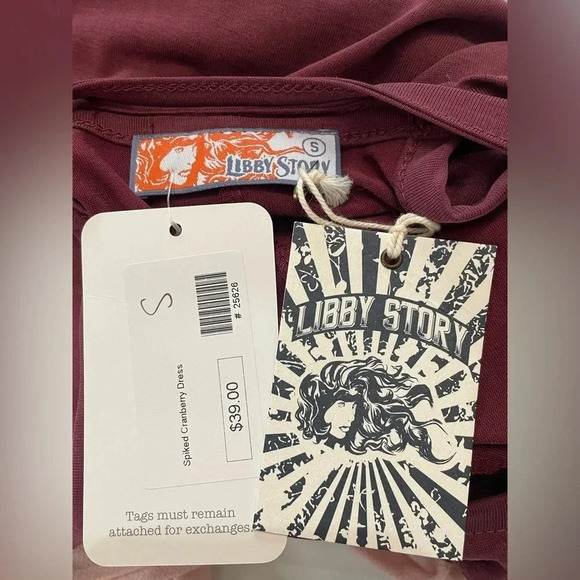 S
LIBBY STORY
S
# 25626
Spiked Cranberry Dress
$39.00
Tags must remain
attached for exchanges.
LIBBY STORY